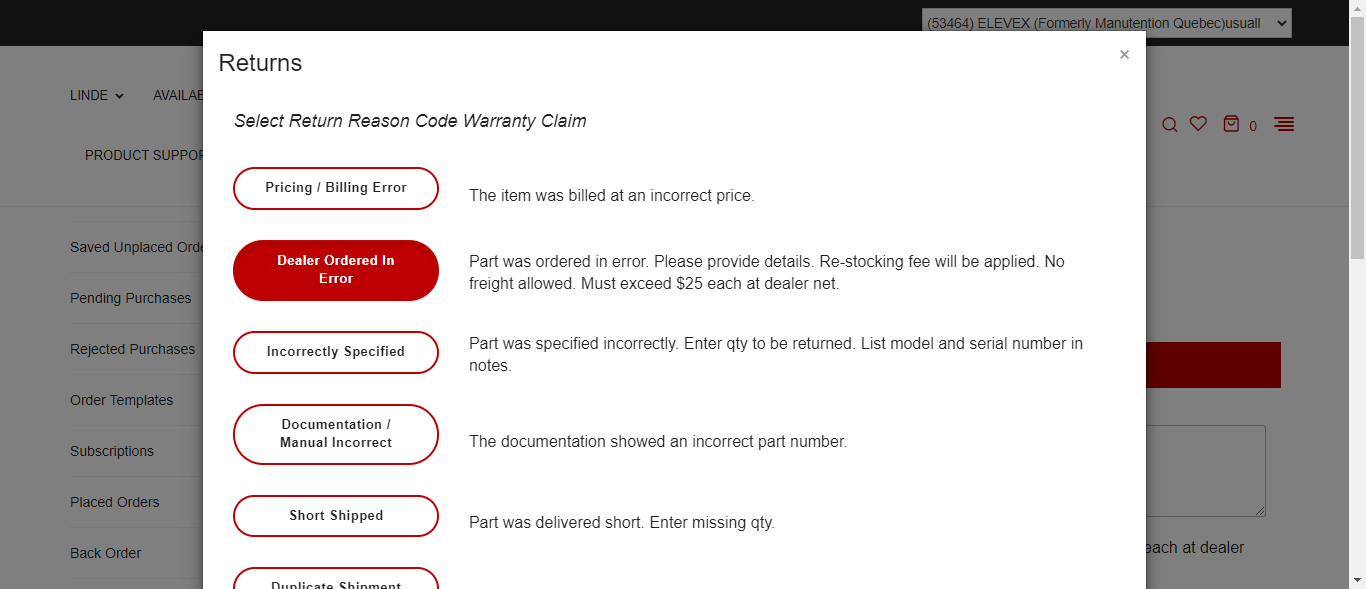 (53464) ELEVEX (Formerly Manutention Quebec)usuall
Returns
×
LINDE
AVAILAB
Select Return Reason Code Warranty Claim
0
PRODUCT SUPPOR
Pricing / Billing Error
The item was billed at an incorrect price.
Saved Unplaced Orde
Dealer Ordered In
Error
Part was ordered in error. Please provide details. Re-stocking fee will be applied. No
freight allowed. Must exceed $25 each at dealer net.
Pending Purchases
Rejected Purchases
Incorrectly Specified
Part was specified incorrectly. Enter qty to be returned. List model and serial number in
notes.
Order Templates
Documentation /
Manual Incorrect
The documentation showed an incorrect part number.
Subscriptions
Placed Orders
Short Shipped
Part was delivered short. Enter missing qty.
Back Order
each at dealer
Duplicate Shipment